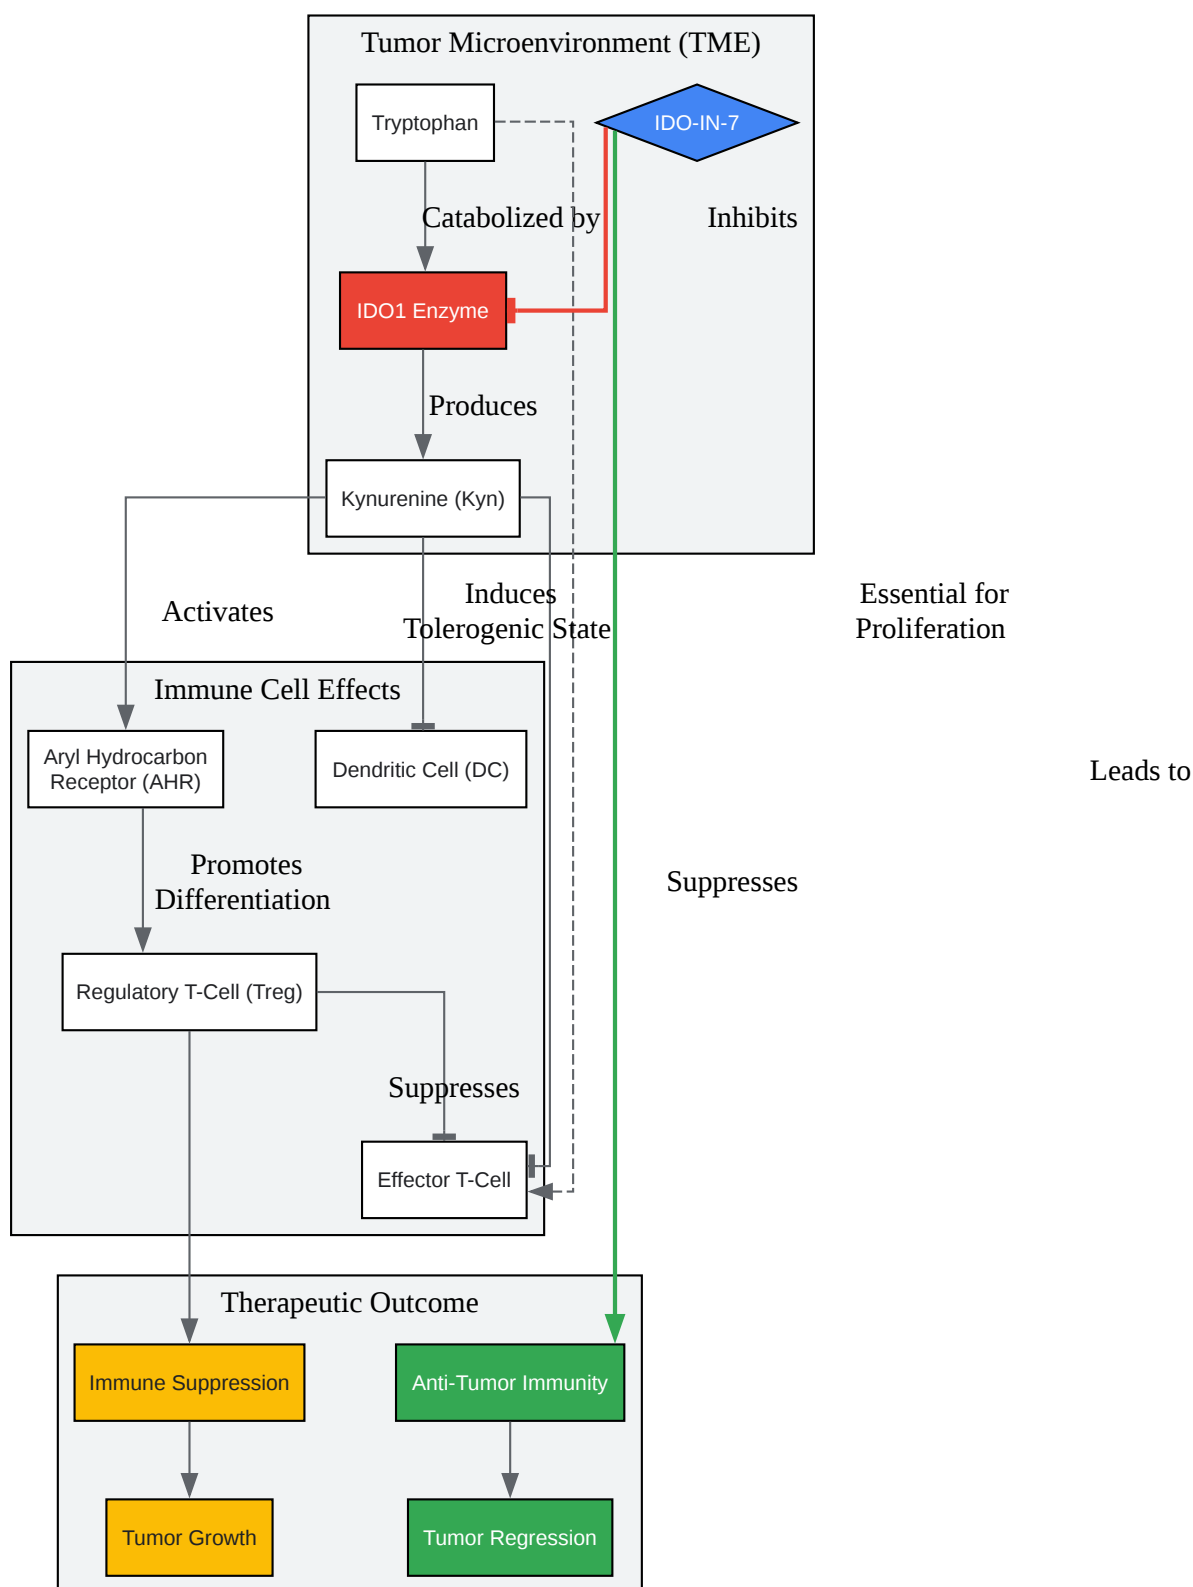 Tumor Microenvironment (TME)
Tryptophan
IDO-IN-7
Catabolized by
Inhibits
IDO1 Enzyme
Produces
Kynurenine (Kyn)
Activates
Induces
Tolerogenic State
Essential for
Proliferation
Immune Cell Effects
Aryl Hydrocarbon
Receptor (AHR)
Dendritic Cell (DC)
Leads to
Promotes
Differentiation
Suppresses
Regulatory T-Cell (Treg)
Suppresses
Effector T-Cell
Therapeutic Outcome
Immune Suppression
Anti-Tumor Immunity
Tumor Growth
Tumor Regression